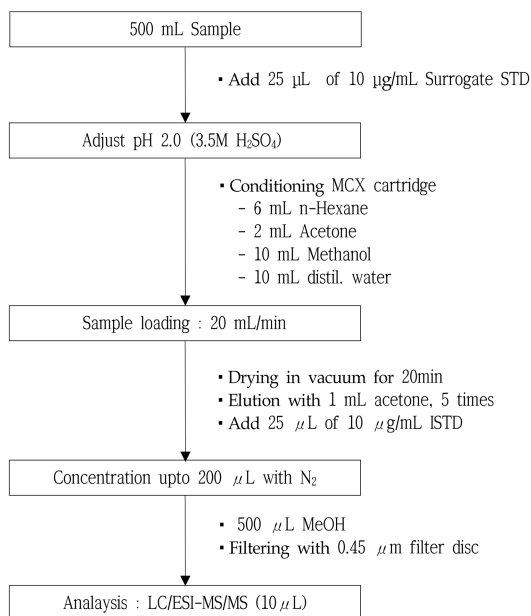 500 mL Sample
▪ Add 25 µL of 10 µg/mL Surrogate STD
Adjust pH 2.0 (3.5M H₂SO₄)
▪ Conditioning MCX cartridge
- 6 mL n-Hexane
- 2 mL Acetone
- 10 mL Methanol
- 10 mL distil. water
Sample loading : 20 mL/min
▪ Drying in vacuum for 20min
▪ Elution with 1 mL acetone, 5 times
▪ Add 25 µL of 10 µg/mL ISTD
Concentration upto 200 µL with N₂
▪ 500 µL MeOH
▪ Filtering with 0.45 µm filter disc
Analaysis : LC/ESI-MS/MS (10µL)